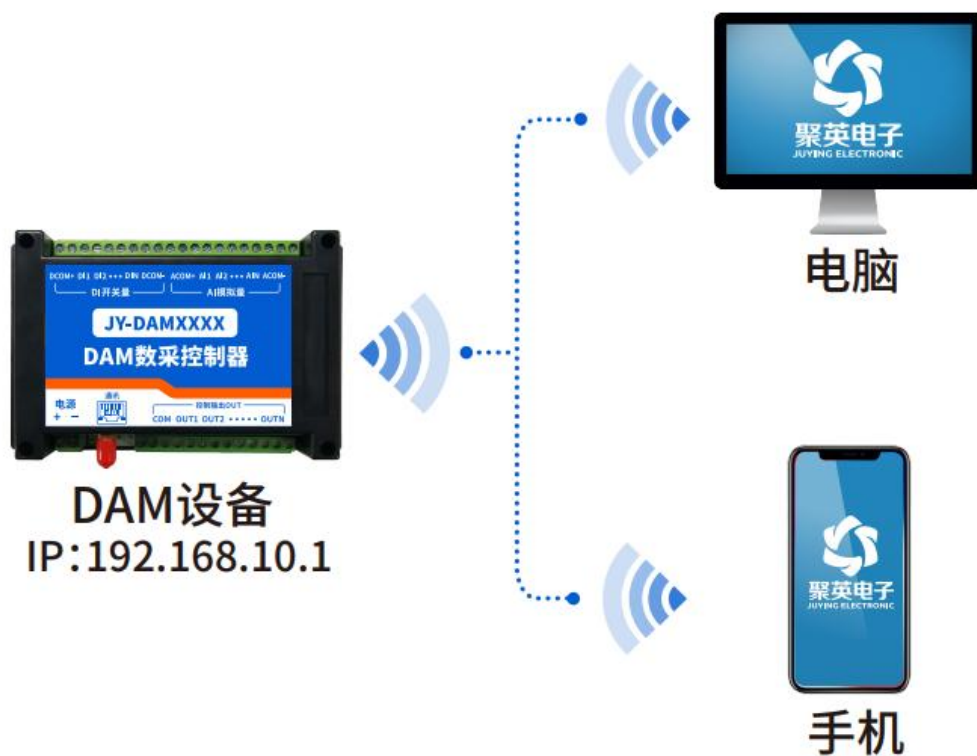 聚英电子
JUYING ELECTRONIC
电脑
DCOM+ DI1 DI2 ••• DIN DCOM- ACOM+ AI1 AI2 ••• AIN ACOM-
DI开关量 AI模拟量
JY-DAMXXXX
DAM数采控制器
电源 通讯 控制输出OUT
+ − COM OUT1 OUT2 ••••• OUTN
DAM设备
IP:192.168.10.1
聚英电子
JUYING ELECTRONIC
手机